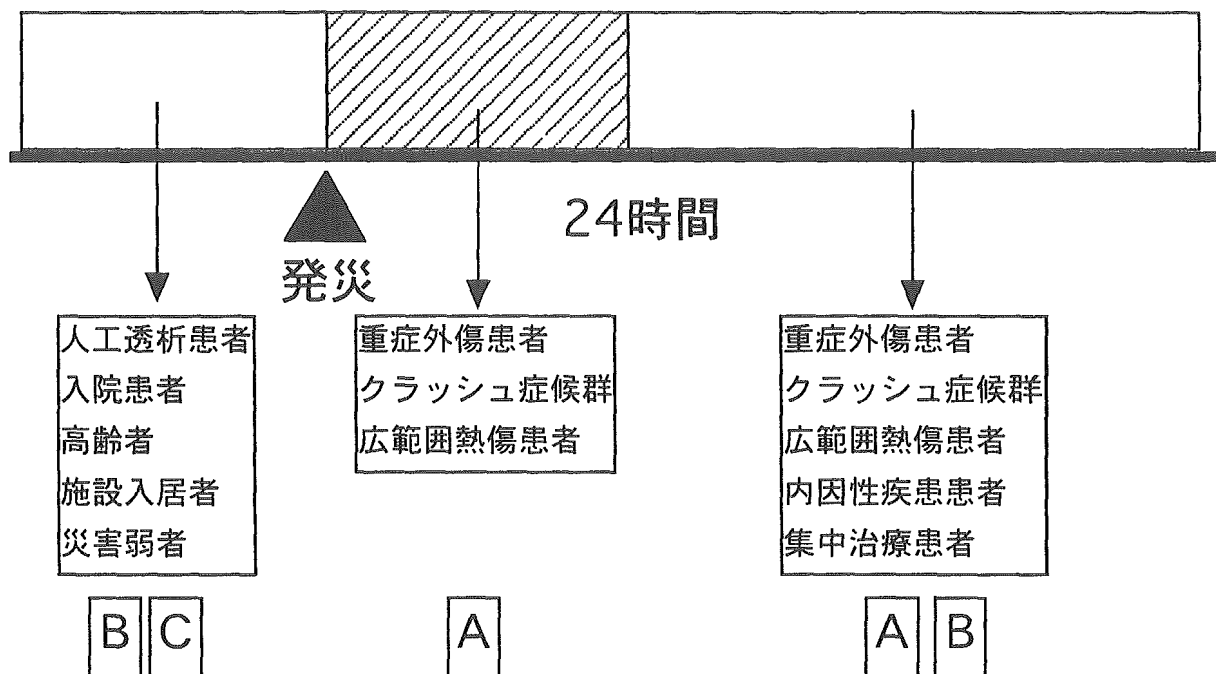 24時間
発災
人工透析患者
入院患者
高齢者
施設入居者
災害弱者
重症外傷患者
クラッシュ症候群
広範囲熱傷患者
重症外傷患者
クラッシュ症候群
広範囲熱傷患者
内因性疾患患者
集中治療患者
B C
A
A B